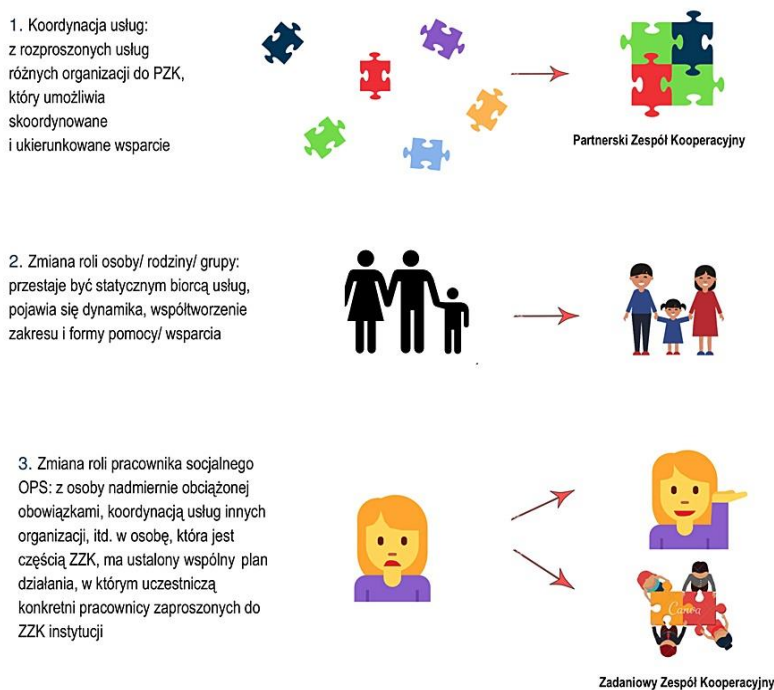 1. Koordynacja usług:
z rozproszonych usług
różnych organizacji do PZK,
który umożliwia
skoordynowane
i ukierunkowane wsparcie
Partnerski Zespół Kooperacyjny
2. Zmiana roli osoby/ rodziny/ grupy:
przestaje być statycznym biorcą usług,
pojawia się dynamika, współtworzenie
zakresu i formy pomocy/ wsparcia
3. Zmiana roli pracownika socjalnego
OPS: z osoby nadmiernie obciążonej
obowiązkami, koordynacją usług innych
organizacji, itd. w osobę, która jest
częścią ZZK, ma ustalony wspólny plan
działania, w którym uczestniczą
konkretni pracownicy zaproszonych do
ZZK instytucji
Canva
Zadaniowy Zespół Kooperacyjny